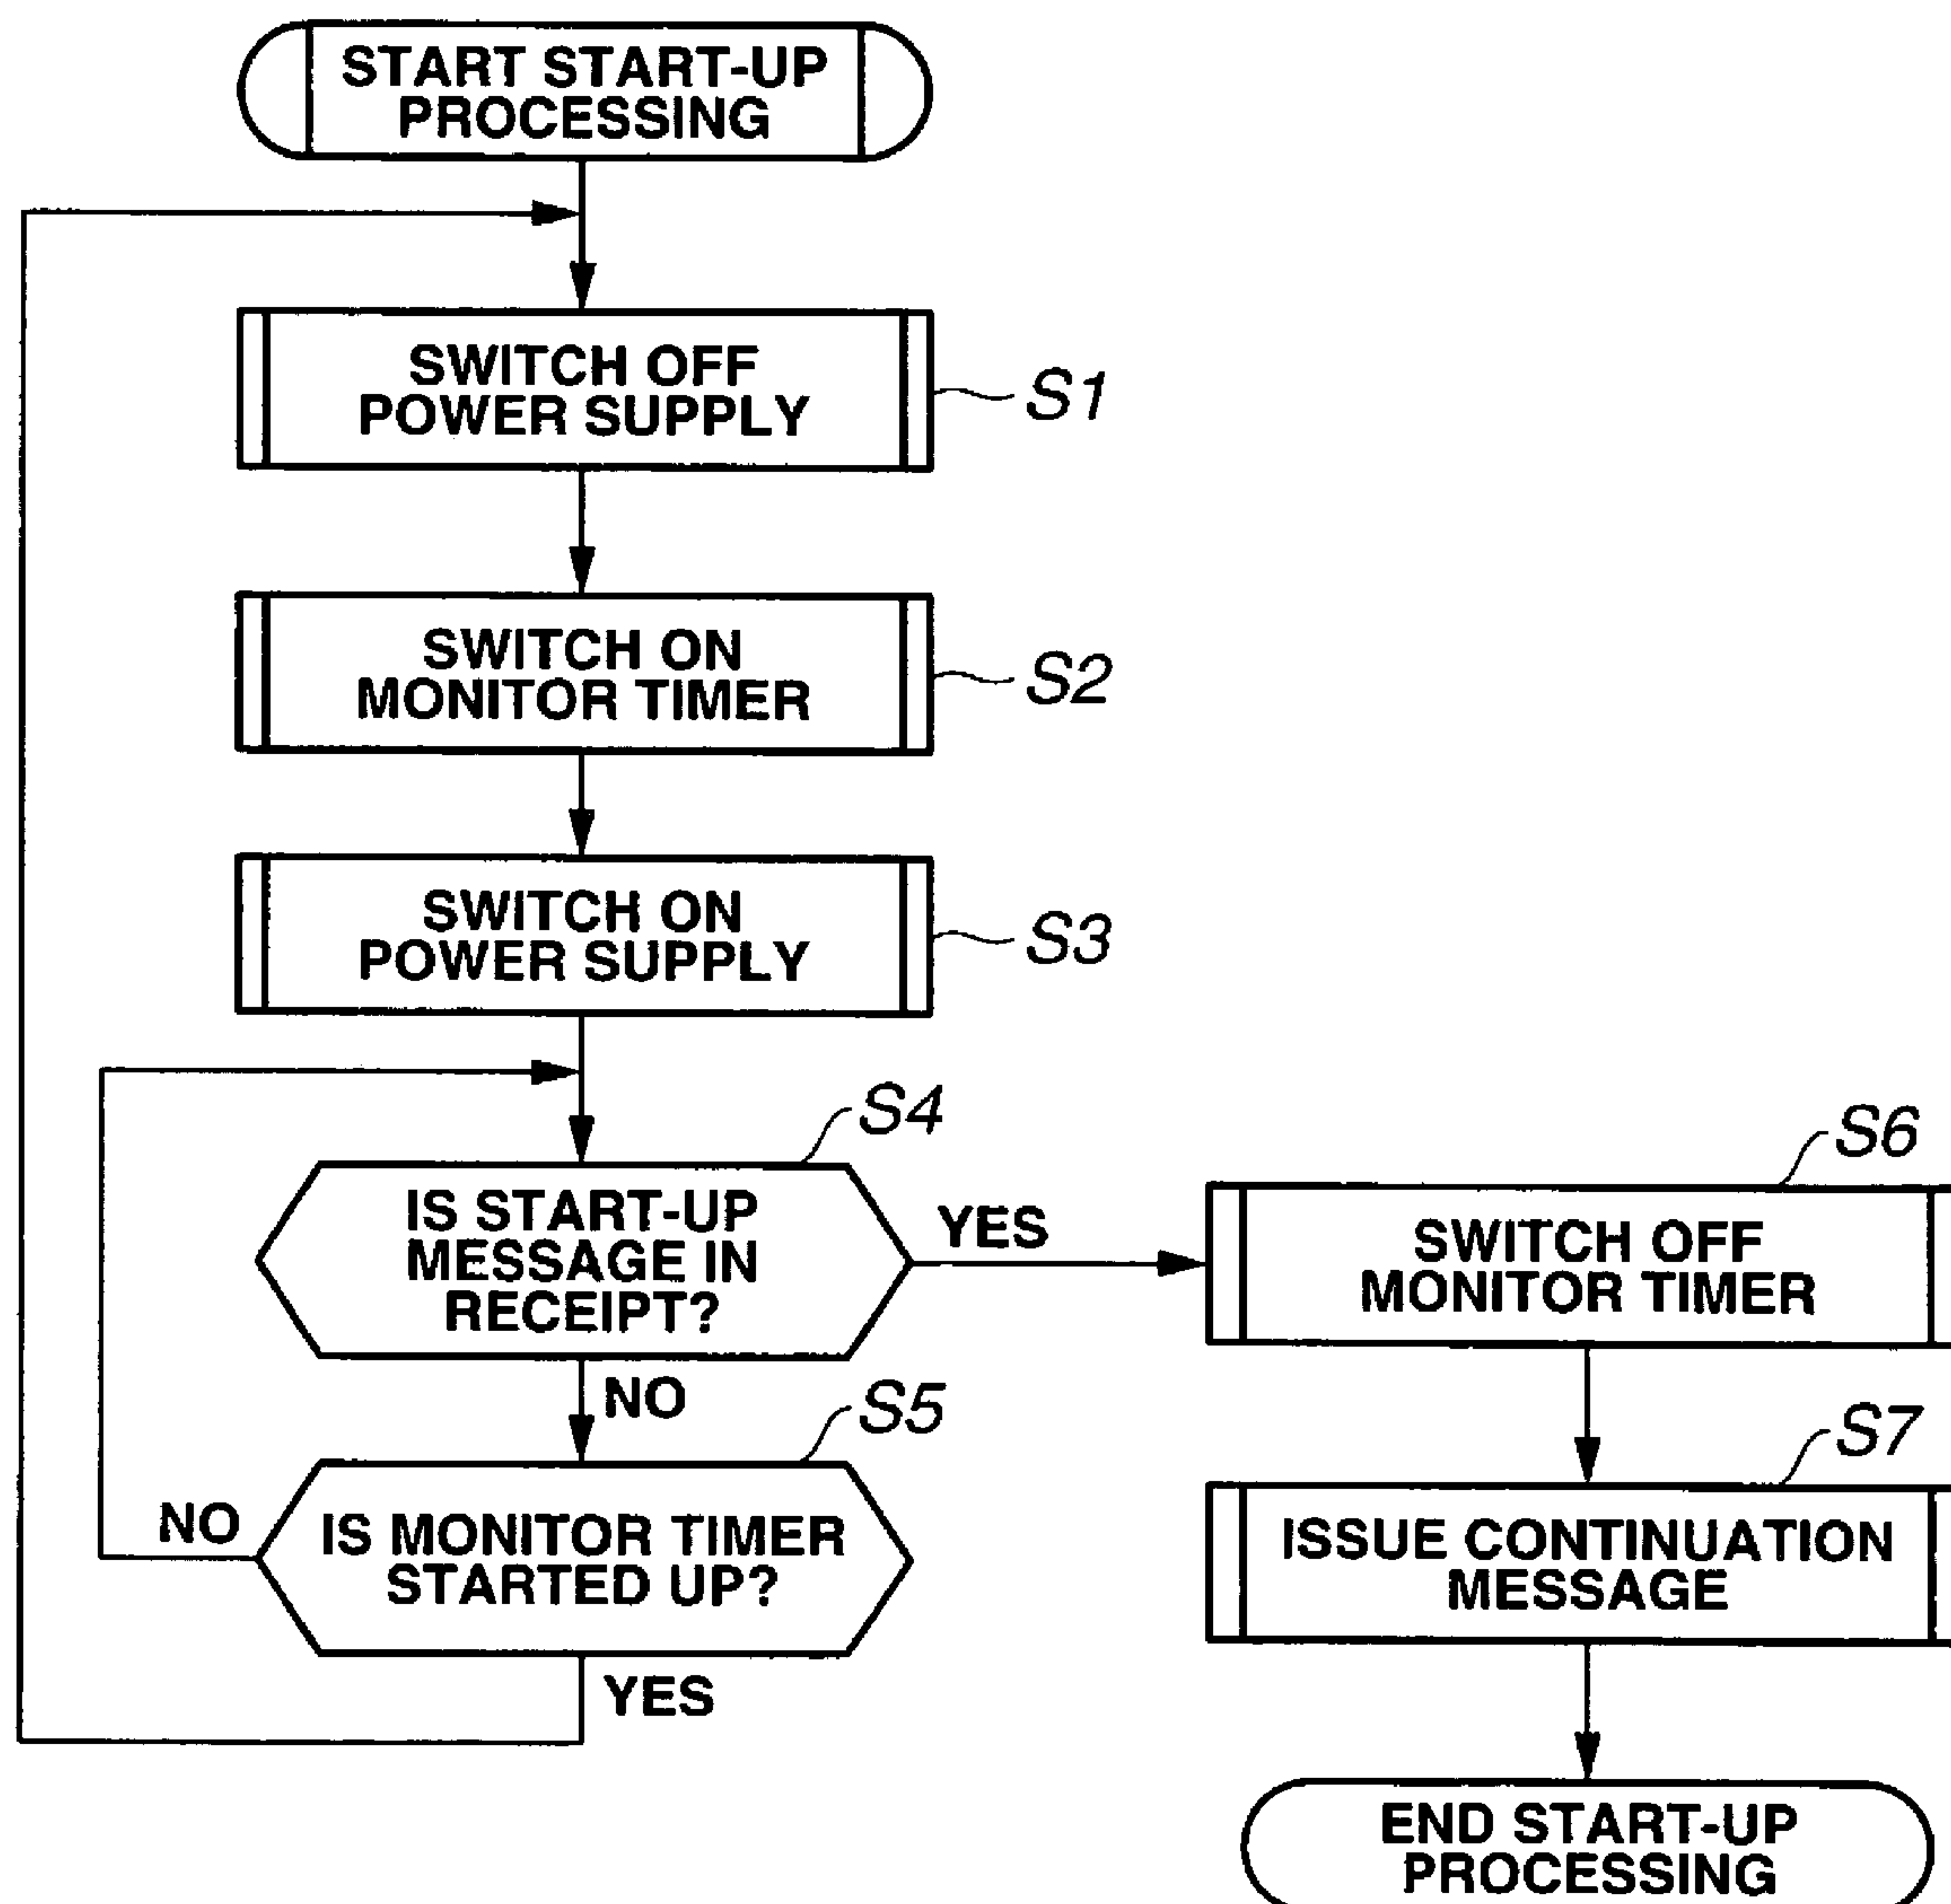 START START-UP
PROCESSING
SWITCH OFF
POWER SUPPLY
S1
SWITCH ON
MONITOR TIMER
S2
SWITCH ON
POWER SUPPLY
S3
S4
IS START-UP
MESSAGE IN
RECEIPT?
YES
NO
S5
IS MONITOR TIMER
STARTED UP?
NO
YES
S6
SWITCH OFF
MONITOR TIMER
S7
ISSUE CONTINUATION
MESSAGE
END START-UP
PROCESSING